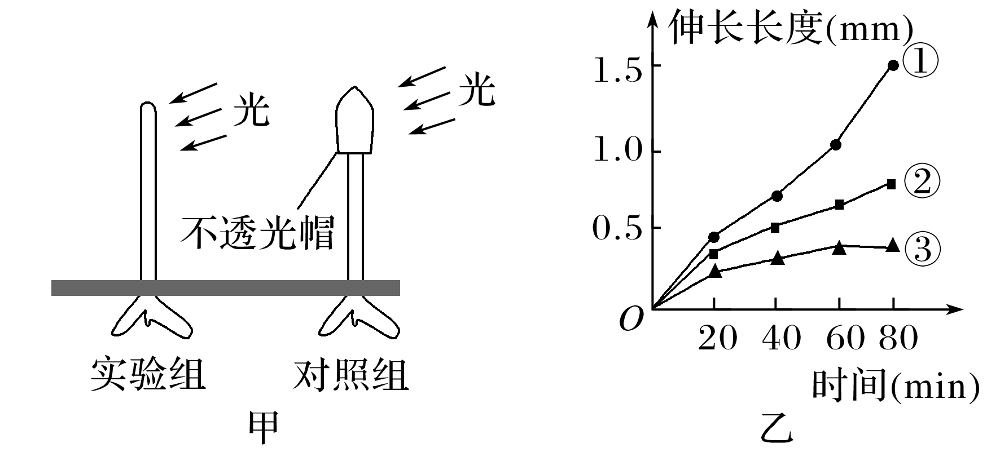 光
光
不透光帽
实验组
对照组
甲
伸长长度(mm)
1.5
1.0
0.5
O
20 40 60 80
时间(min)
①
②
③
乙